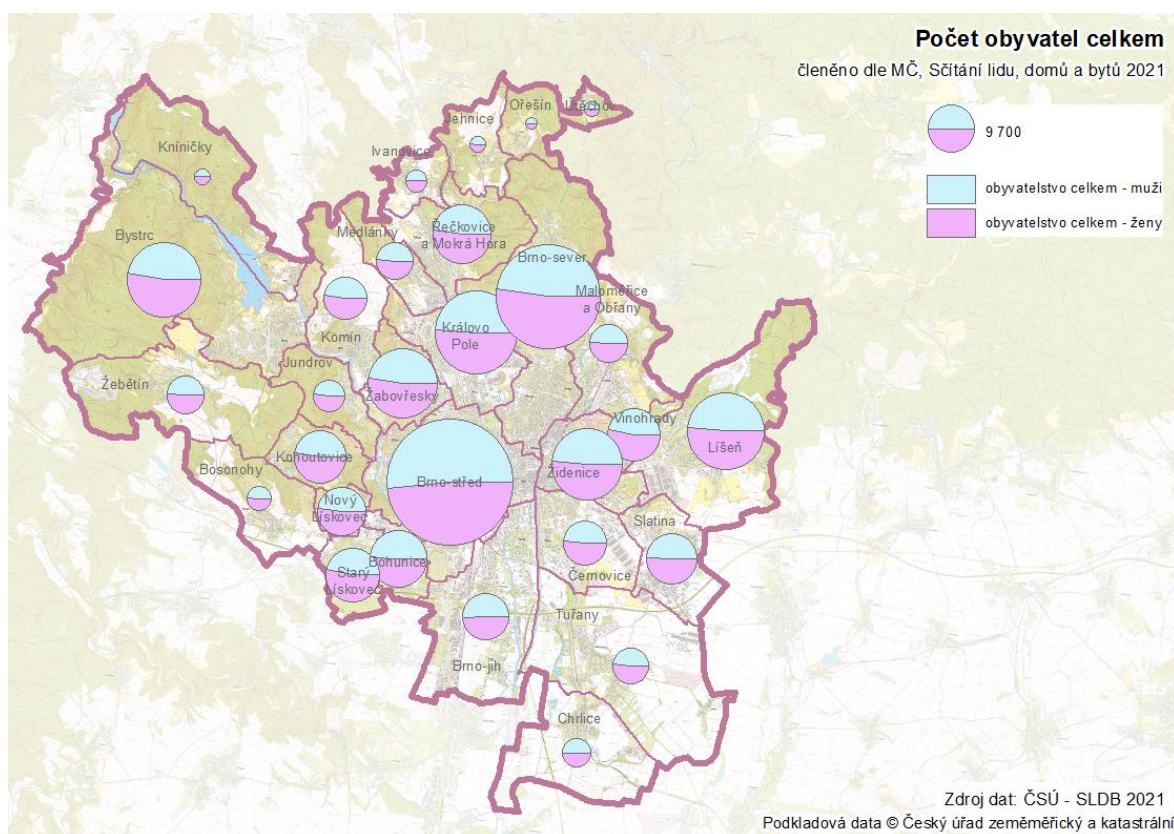 Počet obyvatel celkem
členěno dle MČ, Sčítání lidu, domů a bytů 2021
9 700
obyvatelstvo celkem - muži
obyvatelstvo celkem - ženy
Útěchov
Ořešín
Jehnice
Kníničky
Ivanovice
Bystrc
Medlánky
Řečkovice
a Mokrá Hora
Brno-sever
Maloměřice
a Obřany
Královo
Pole
Komín
Jundrov
Žebětín
Žabovřesky
Vinohrady
Líšeň
Kohoutovice
Bosonohy
Brno-střed
Židenice
Nový
Lískovec
Slatina
Bohunice
Starý
Lískovec
Černovice
Tuřany
Brno-jih
Chrlice
Zdroj dat: ČSÚ - SLDB 2021
Podkladová data © Český úřad zeměměřický a katastrální